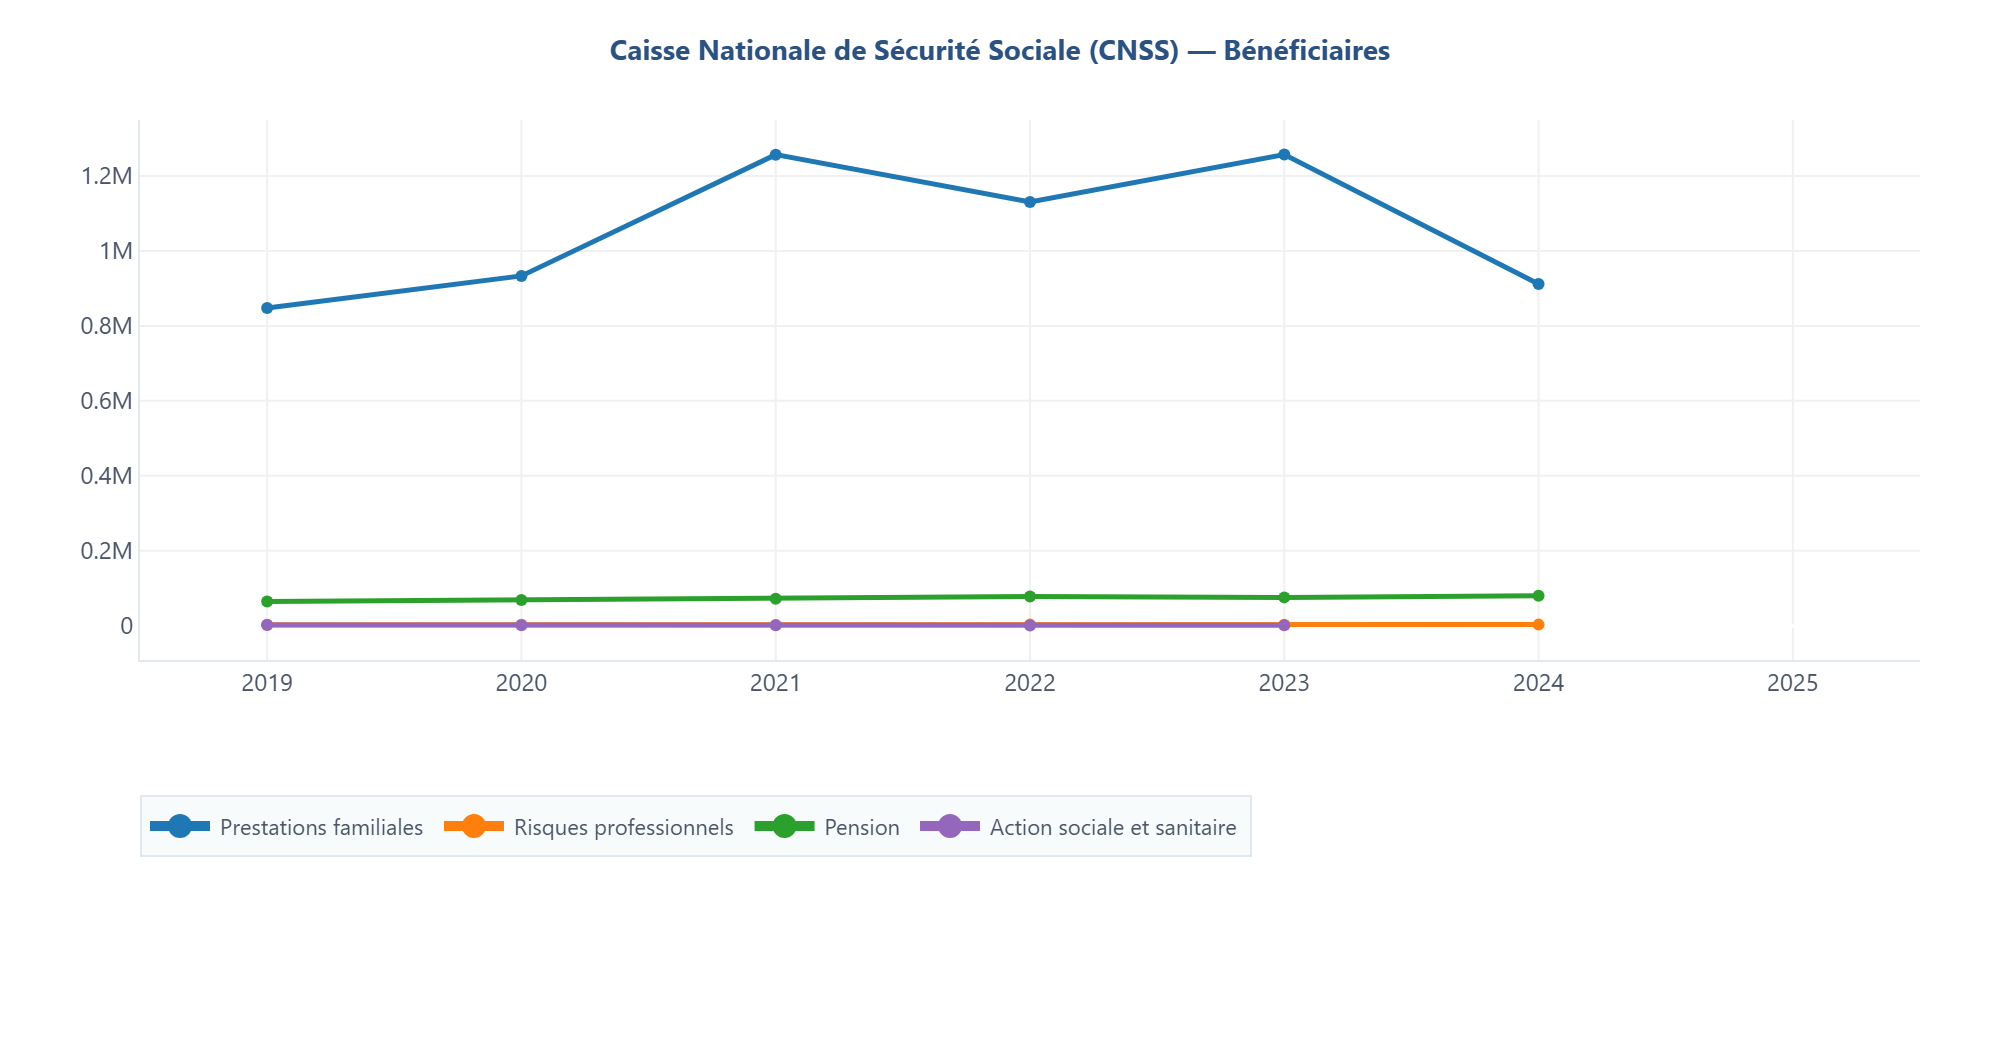 Caisse Nationale de Sécurité Sociale (CNSS) — Bénéficiaires
1.2M
1M
0.8M
0.6M
0.4M
0.2M
0
2019 2020 2021 2022 2023 2024 2025
Prestations familiales Risques professionnels Pension Action sociale et sanitaire